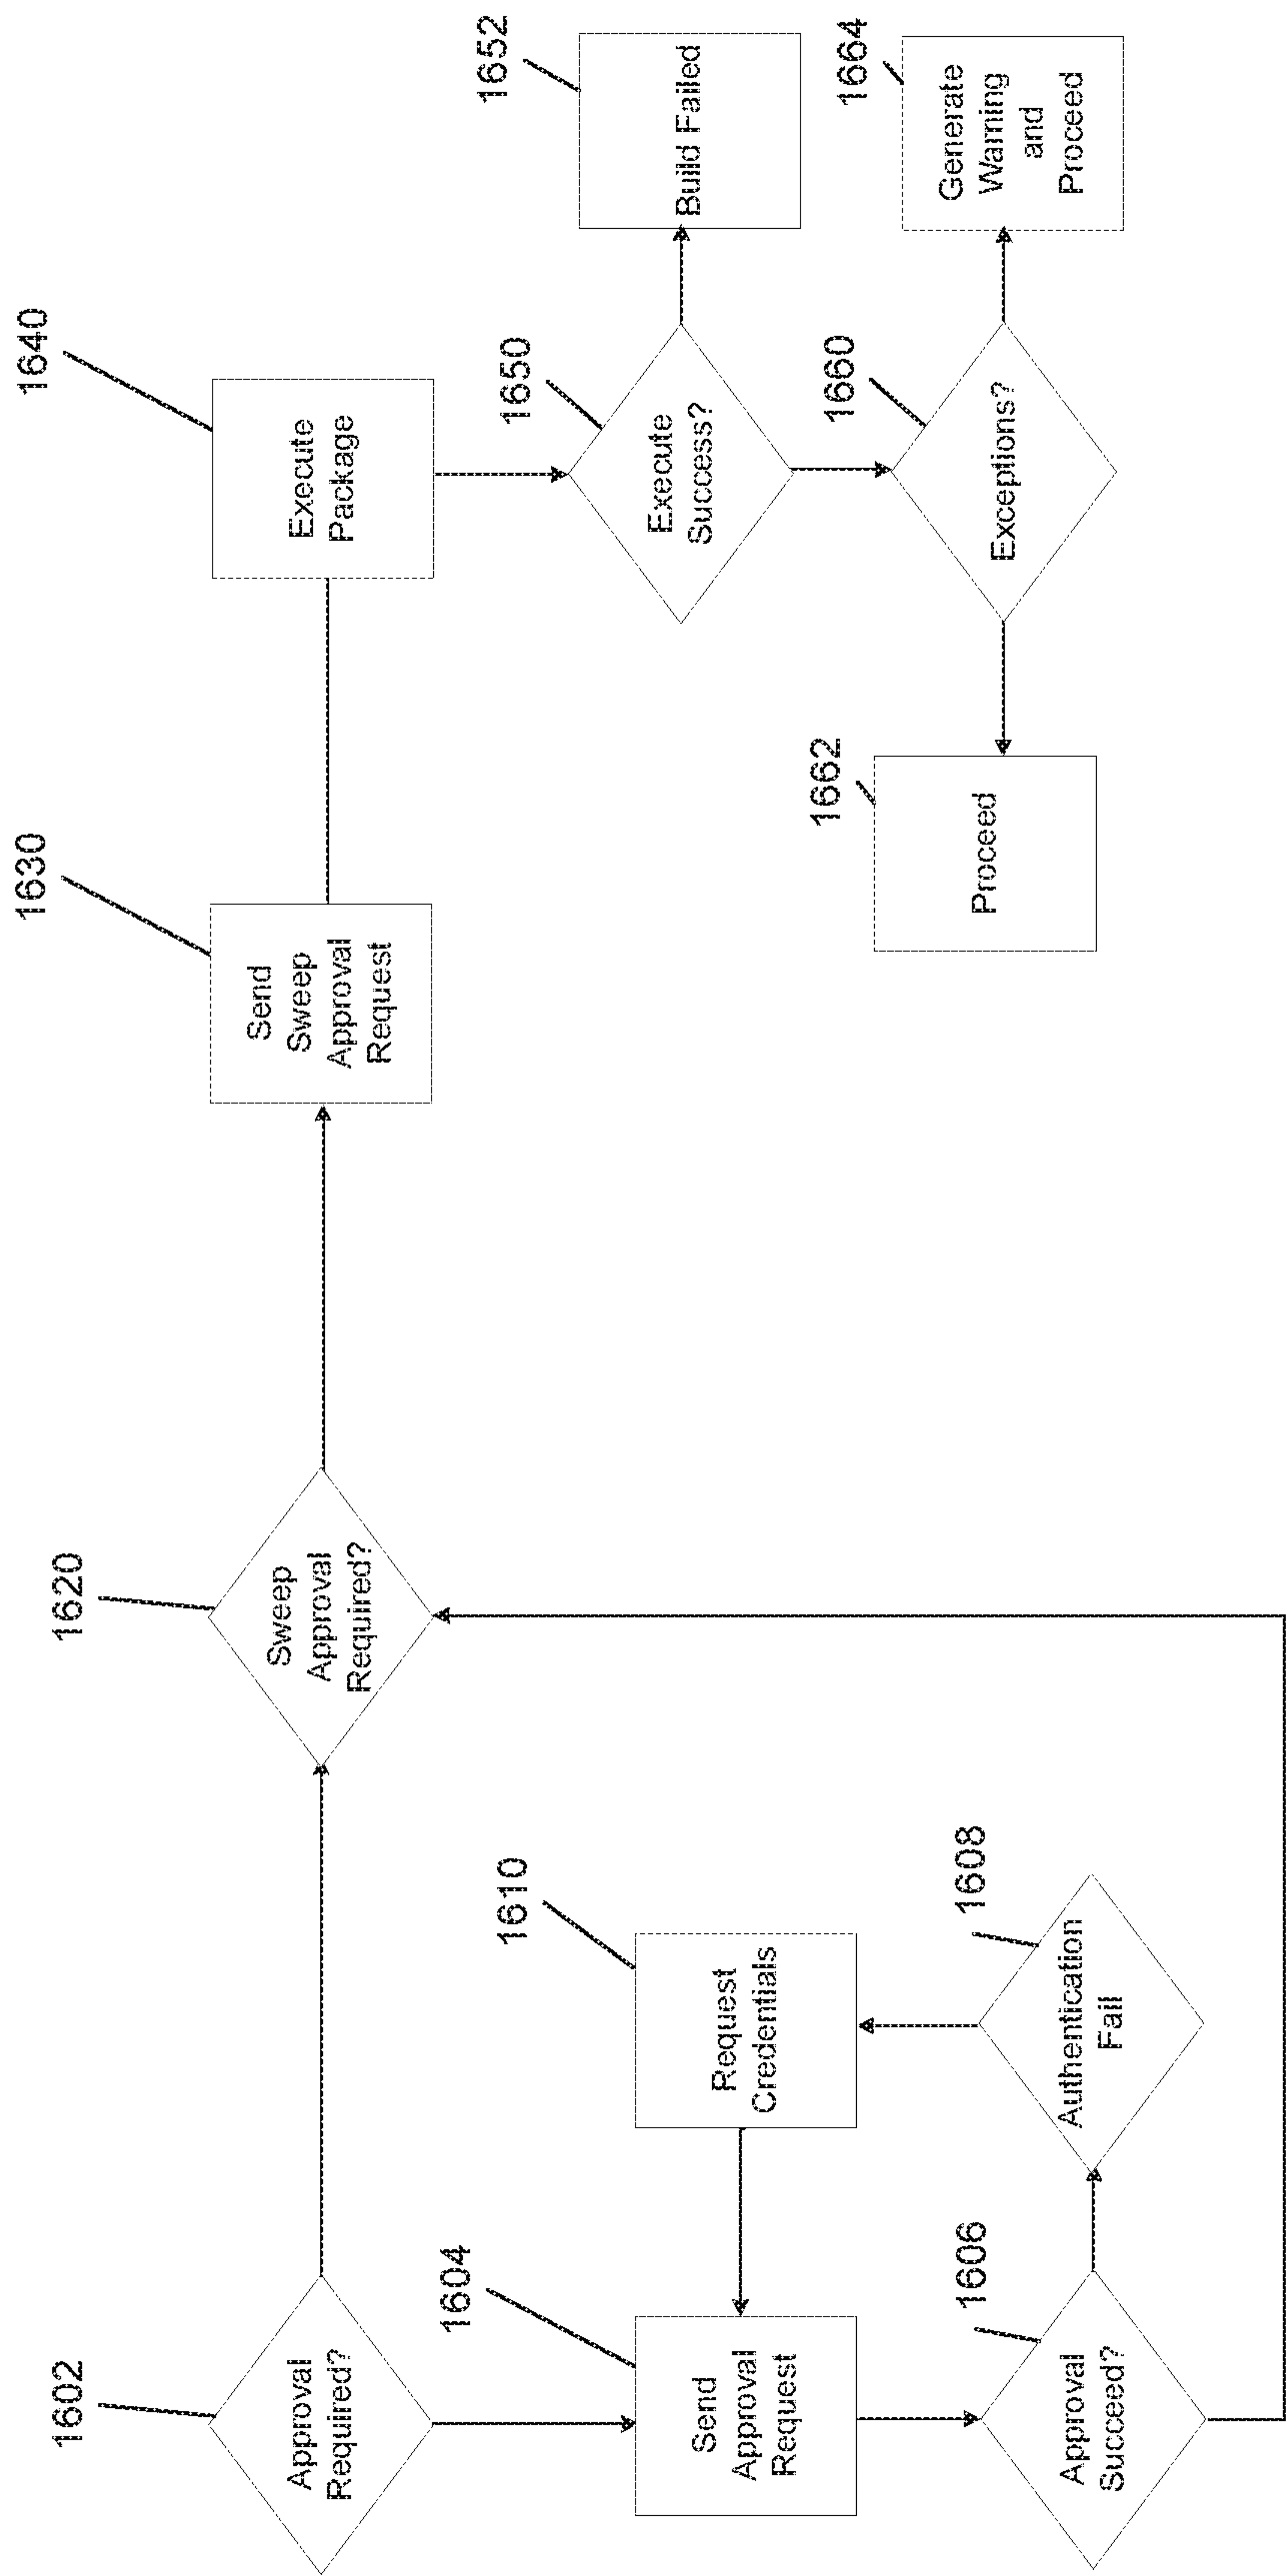 1602
Approval
Required?
1604
Send
Approval
Request
1606
Approval
Succeed?
1608
Authentication
Fail
1610
Request
Credentials
1620
Sweep
Approval
Required?
1630
Send
Sweep
Approval
Request
1640
Execute
Package
1650
Execute
Success?
1652
Build Failed
1660
Exceptions?
1662
Proceed
1664
Generate
Warning
and
Proceed